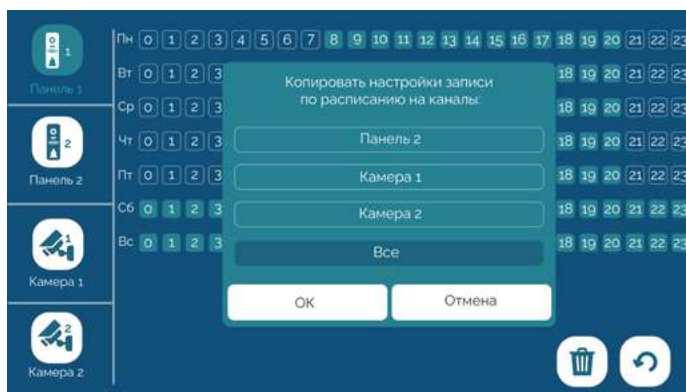 1
Панель 1
2
Панель 2
1
Камера 1
2
Камера 2
Пн 0 1 2 3 4 5 6 7 8 9 10 11 12 13 14 15 16 17 18 19 20 21 22 23
Вт 0 1 2 3 18 19 20 21 22 23
Ср 0 1 2 3 18 19 20 21 22 23
Чт 0 1 2 3 18 19 20 21 22 23
Пт 0 1 2 3 18 19 20 21 22 23
Сб 0 1 2 3 18 19 20 21 22 23
Вс 0 1 2 3 18 19 20 21 22 23
Копировать настройки записи
по расписанию на каналы:
Панель 2
Камера 1
Камера 2
Все
ОК Отмена